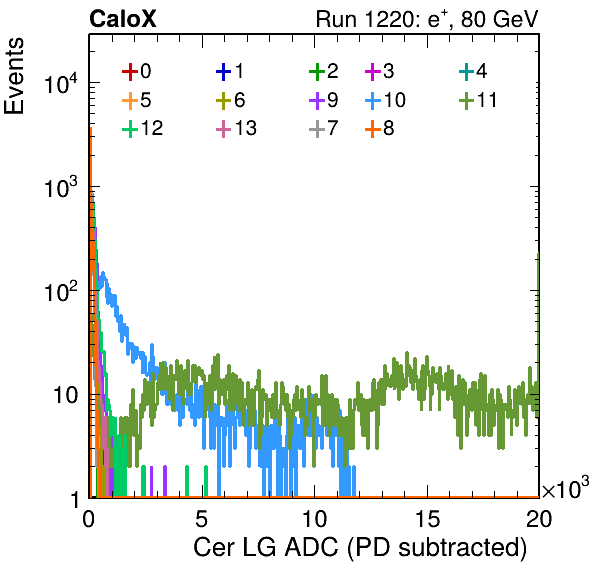 CaloX Run 1220: e⁺, 80 GeV
Events
10⁴
10³
10²
10
1
0 1 2 3 4
5 6 9 10 11
12 13 7 8
0 5 10 15 20
×10³
Cer LG ADC (PD subtracted)